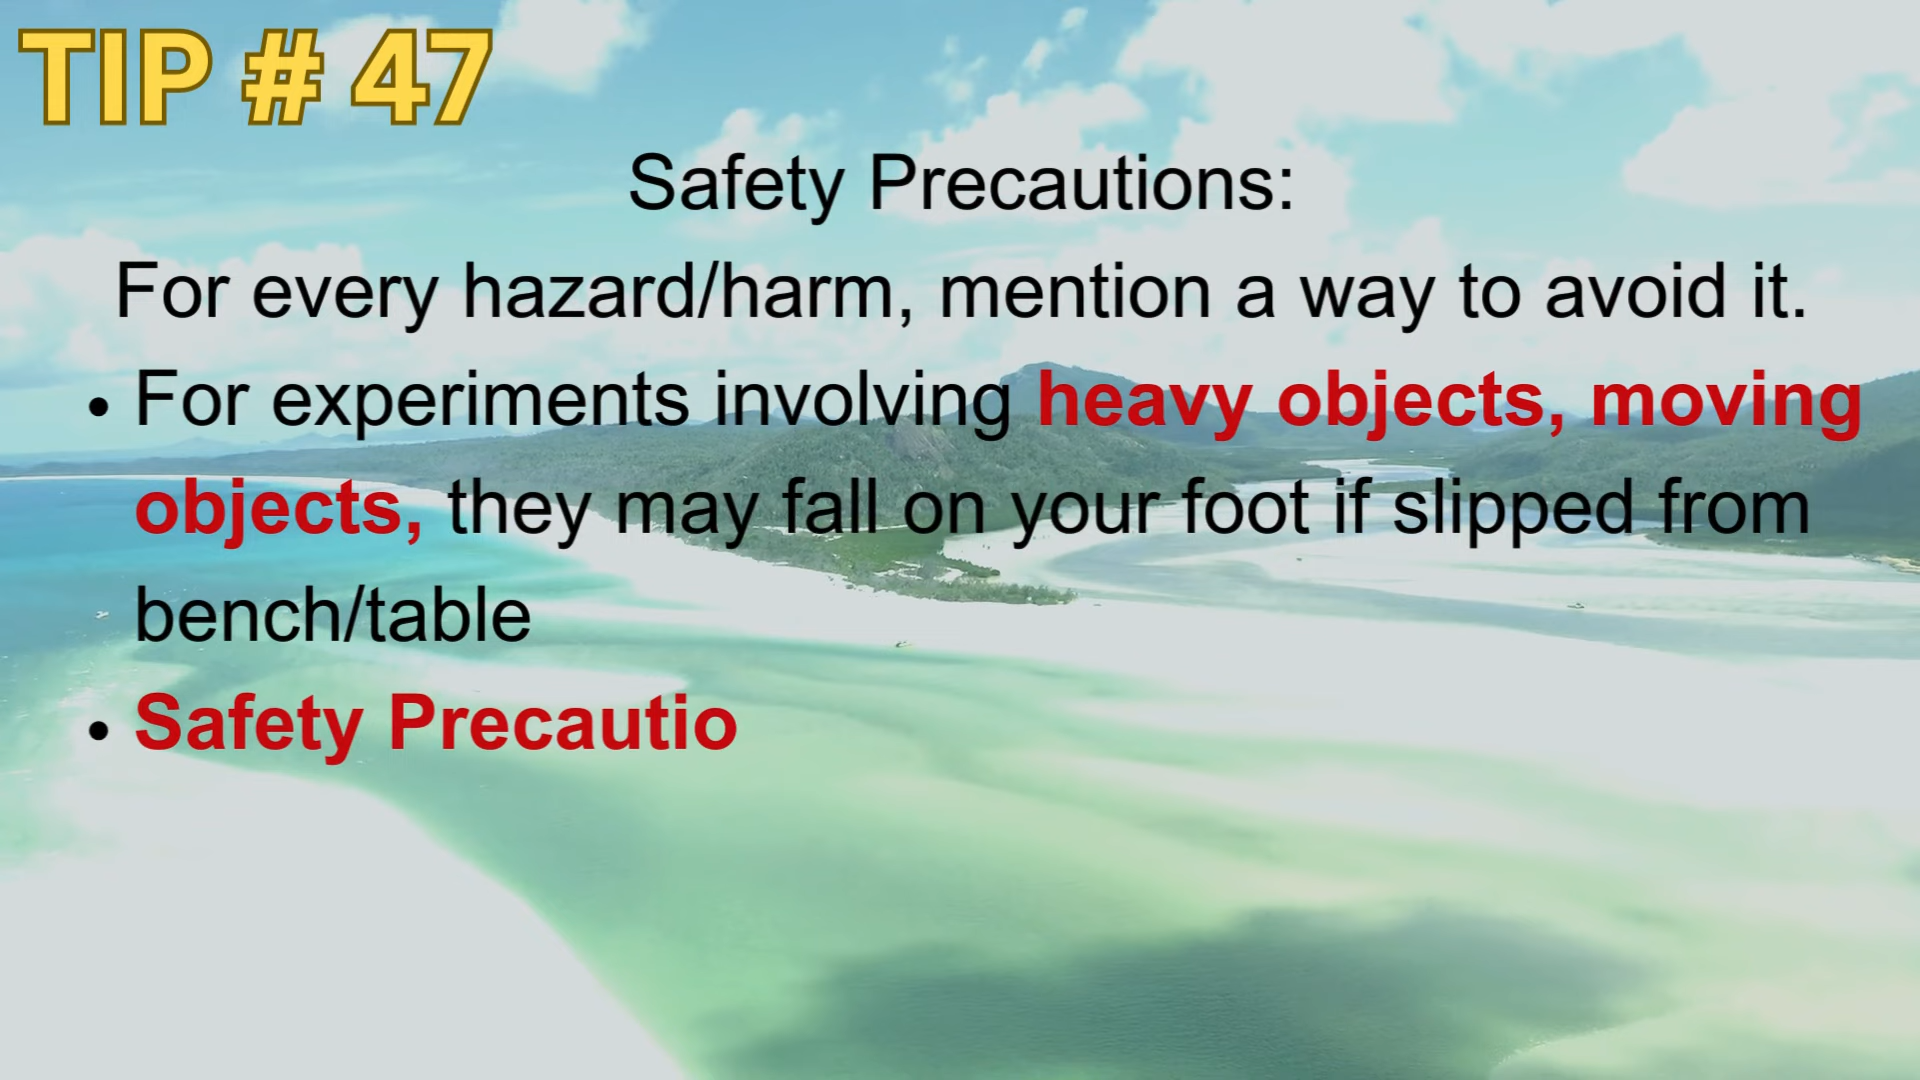 TIP # 47
Safety Precautions:
For every hazard/harm, mention a way to avoid it.
• For experiments involving heavy objects, moving
objects, they may fall on your foot if slipped from
bench/table
• Safety Precautio